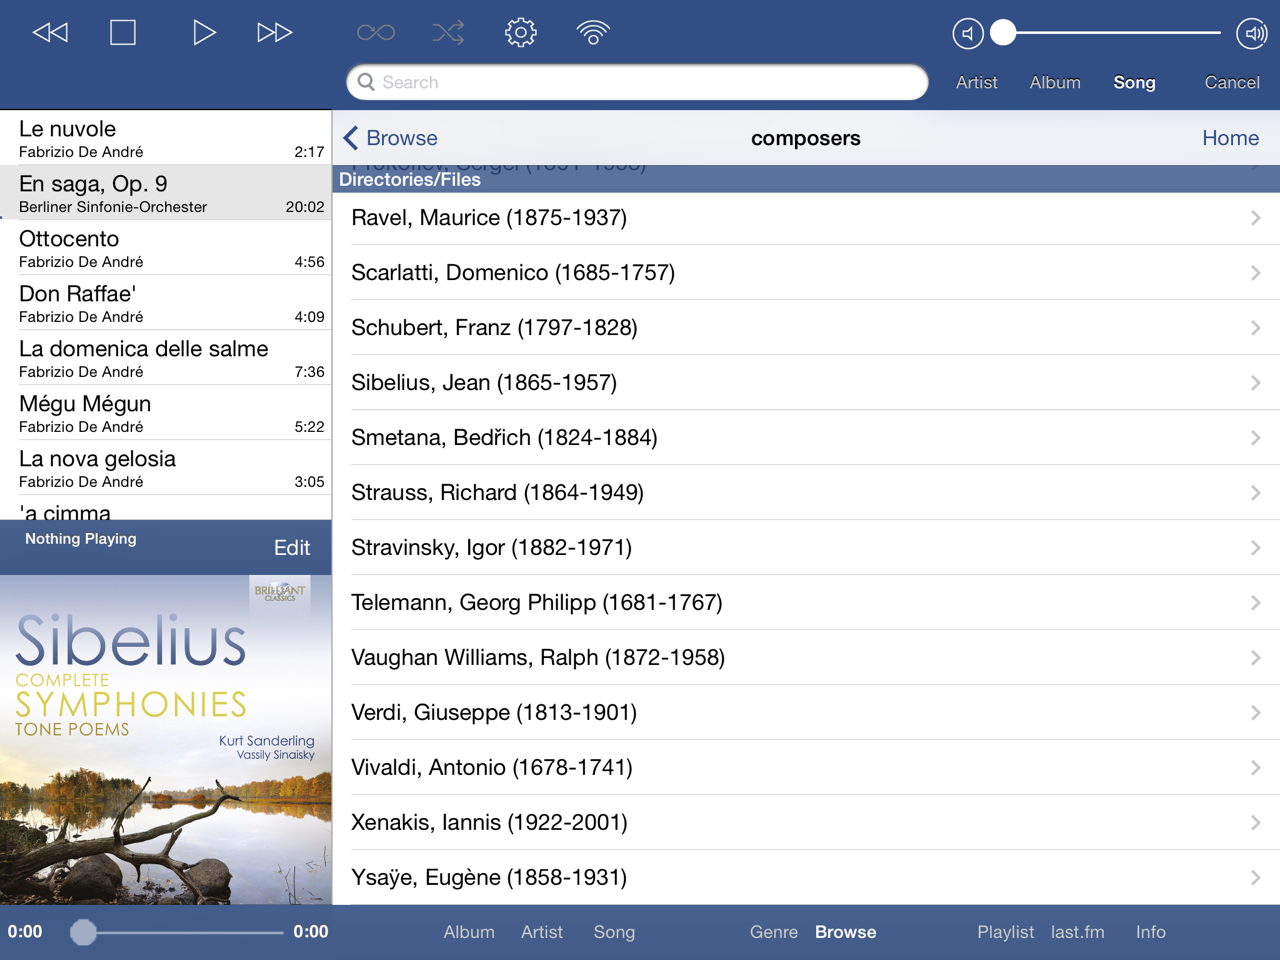 Search
Artist Album Song Cancel
Le nuvole
Fabrizio De André 2:17
En saga, Op. 9
Berliner Sinfonie-Orchester 20:02
Ottocento
Fabrizio De André 4:56
Don Raffae'
Fabrizio De André 4:09
La domenica delle salme
Fabrizio De André 7:36
Mégu Mégun
Fabrizio De André 5:22
La nova gelosia
Fabrizio De André 3:05
'a cimma
Nothing Playing
Edit
BRILLIANT
CLASSICS
Sibelius
COMPLETE
SYMPHONIES
TONE POEMS
Kurt Sanderling
Vassily Sinaisky
0:00 0:00
Browse composers Home
Prokofiev, Sergei (1891-1953)
Directories/Files
Ravel, Maurice (1875-1937)
Scarlatti, Domenico (1685-1757)
Schubert, Franz (1797-1828)
Sibelius, Jean (1865-1957)
Smetana, Bedřich (1824-1884)
Strauss, Richard (1864-1949)
Stravinsky, Igor (1882-1971)
Telemann, Georg Philipp (1681-1767)
Vaughan Williams, Ralph (1872-1958)
Verdi, Giuseppe (1813-1901)
Vivaldi, Antonio (1678-1741)
Xenakis, Iannis (1922-2001)
Ysaÿe, Eugène (1858-1931)
Album Artist Song Genre Browse Playlist last.fm Info